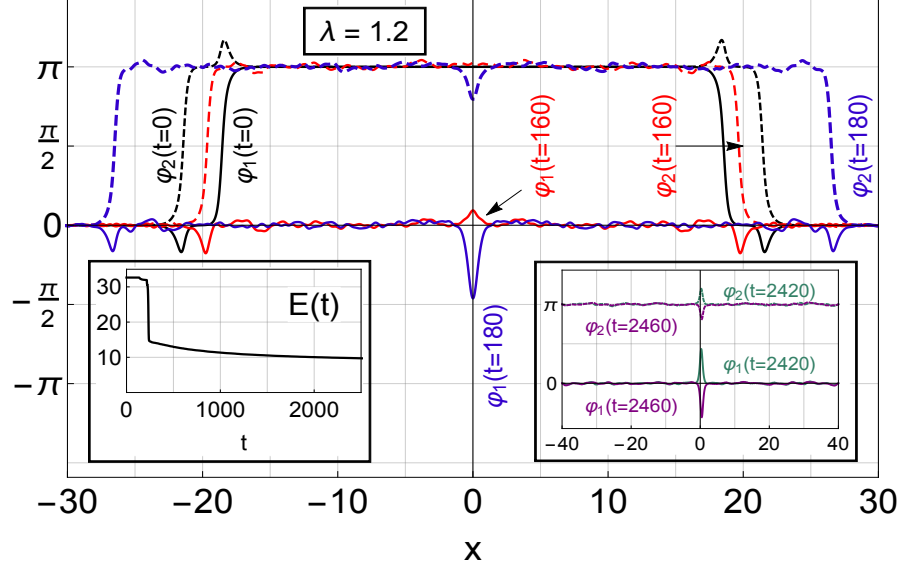 λ = 1.2
π
π/2
0
−π/2
−π
φ₂(t=0)
φ₁(t=0)
φ₁(t=160)
φ₂(t=160)
φ₂(t=180)
φ₁(t=180)
30
20
10
E(t)
0 1000 2000
t
π
0
φ₂(t=2420)
φ₂(t=2460)
φ₁(t=2420)
φ₁(t=2460)
−40 −20 0 20 40
−30 −20 −10 0 10 20 30
x